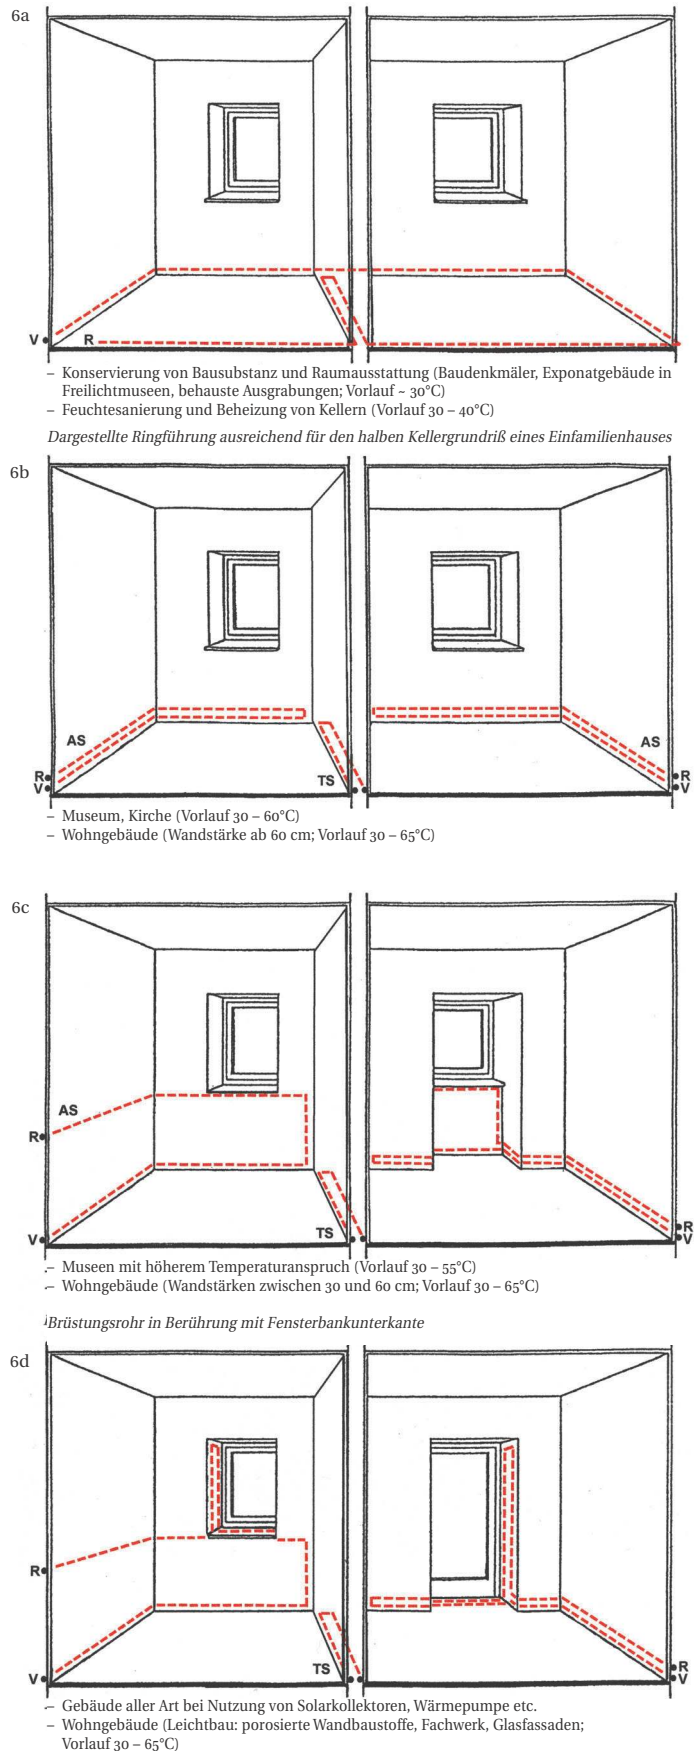 6a
V
R
– Konservierung von Bausubstanz und Raumausstattung (Baudenkmäler, Exponatgebäude in
Freilichtmuseen, behauste Ausgrabungen; Vorlauf ~ 30°C)
– Feuchtesanierung und Beheizung von Kellern (Vorlauf 30 – 40°C)
Dargestellte Ringführung ausreichend für den halben Kellergrundriß eines Einfamilienhauses
6b
AS
AS
R
V
TS
R
V
– Museum, Kirche (Vorlauf 30 – 60°C)
– Wohngebäude (Wandstärke ab 60 cm; Vorlauf 30 – 65°C)
6c
AS
R
V
TS
R
V
– Museen mit höherem Temperaturanspruch (Vorlauf 30 – 55°C)
– Wohngebäude (Wandstärken zwischen 30 und 60 cm; Vorlauf 30 – 65°C)
Brüstungsrohr in Berührung mit Fensterbankunterkante
6d
R
V
TS
R
V
– Gebäude aller Art bei Nutzung von Solarkollektoren, Wärmepumpe etc.
– Wohngebäude (Leichtbau: porosierte Wandbaustoffe, Fachwerk, Glasfassaden;
Vorlauf 30 – 65°C)